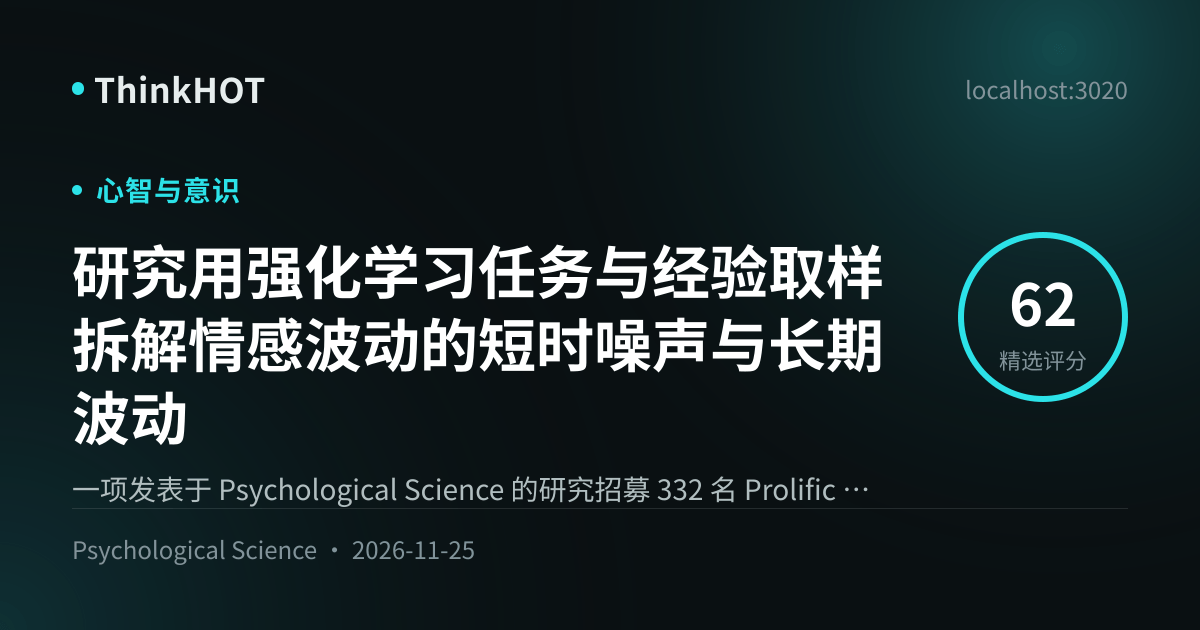 ThinkHOT
localhost:3020
心智与意识
研究用强化学习任务与经验取样
拆解情感波动的短时噪声与长期
波动
62
精选评分
一项发表于 Psychological Science 的研究招募 332 名 Prolific …
Psychological Science • 2026-11-25